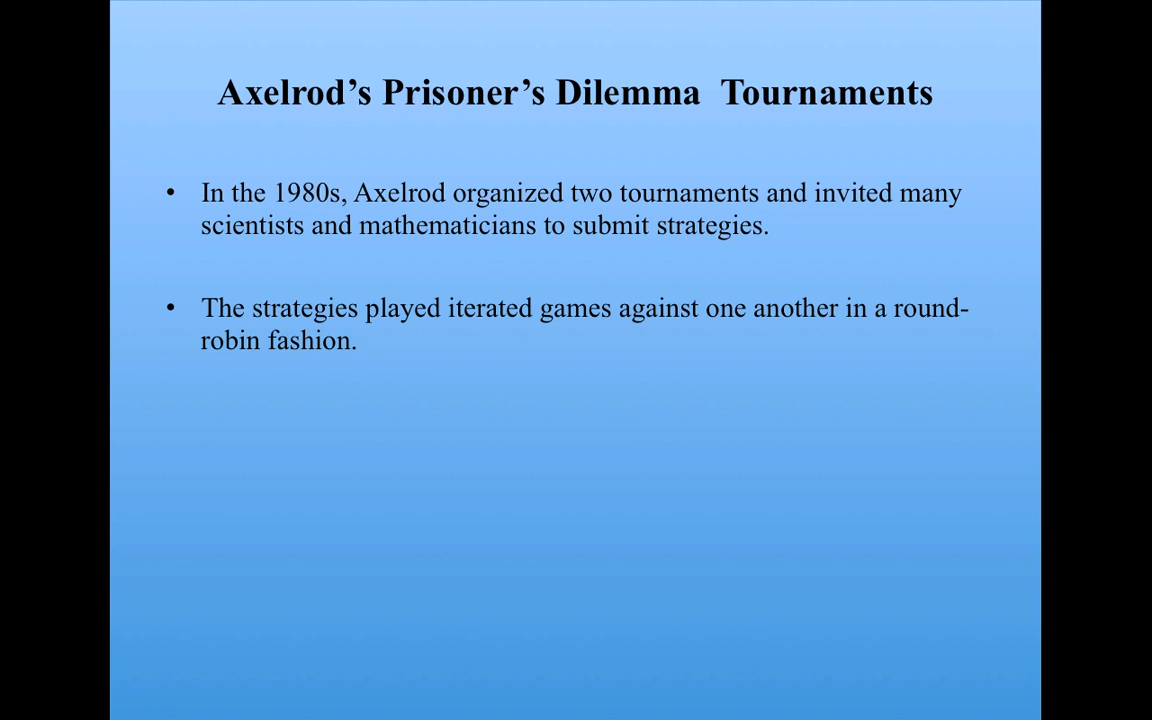 Axelrod’s Prisoner’s Dilemma  Tournaments
• In the 1980s, Axelrod organized two tournaments and invited many
scientists and mathematicians to submit strategies.
• The strategies played iterated games against one another in a round-
robin fashion.